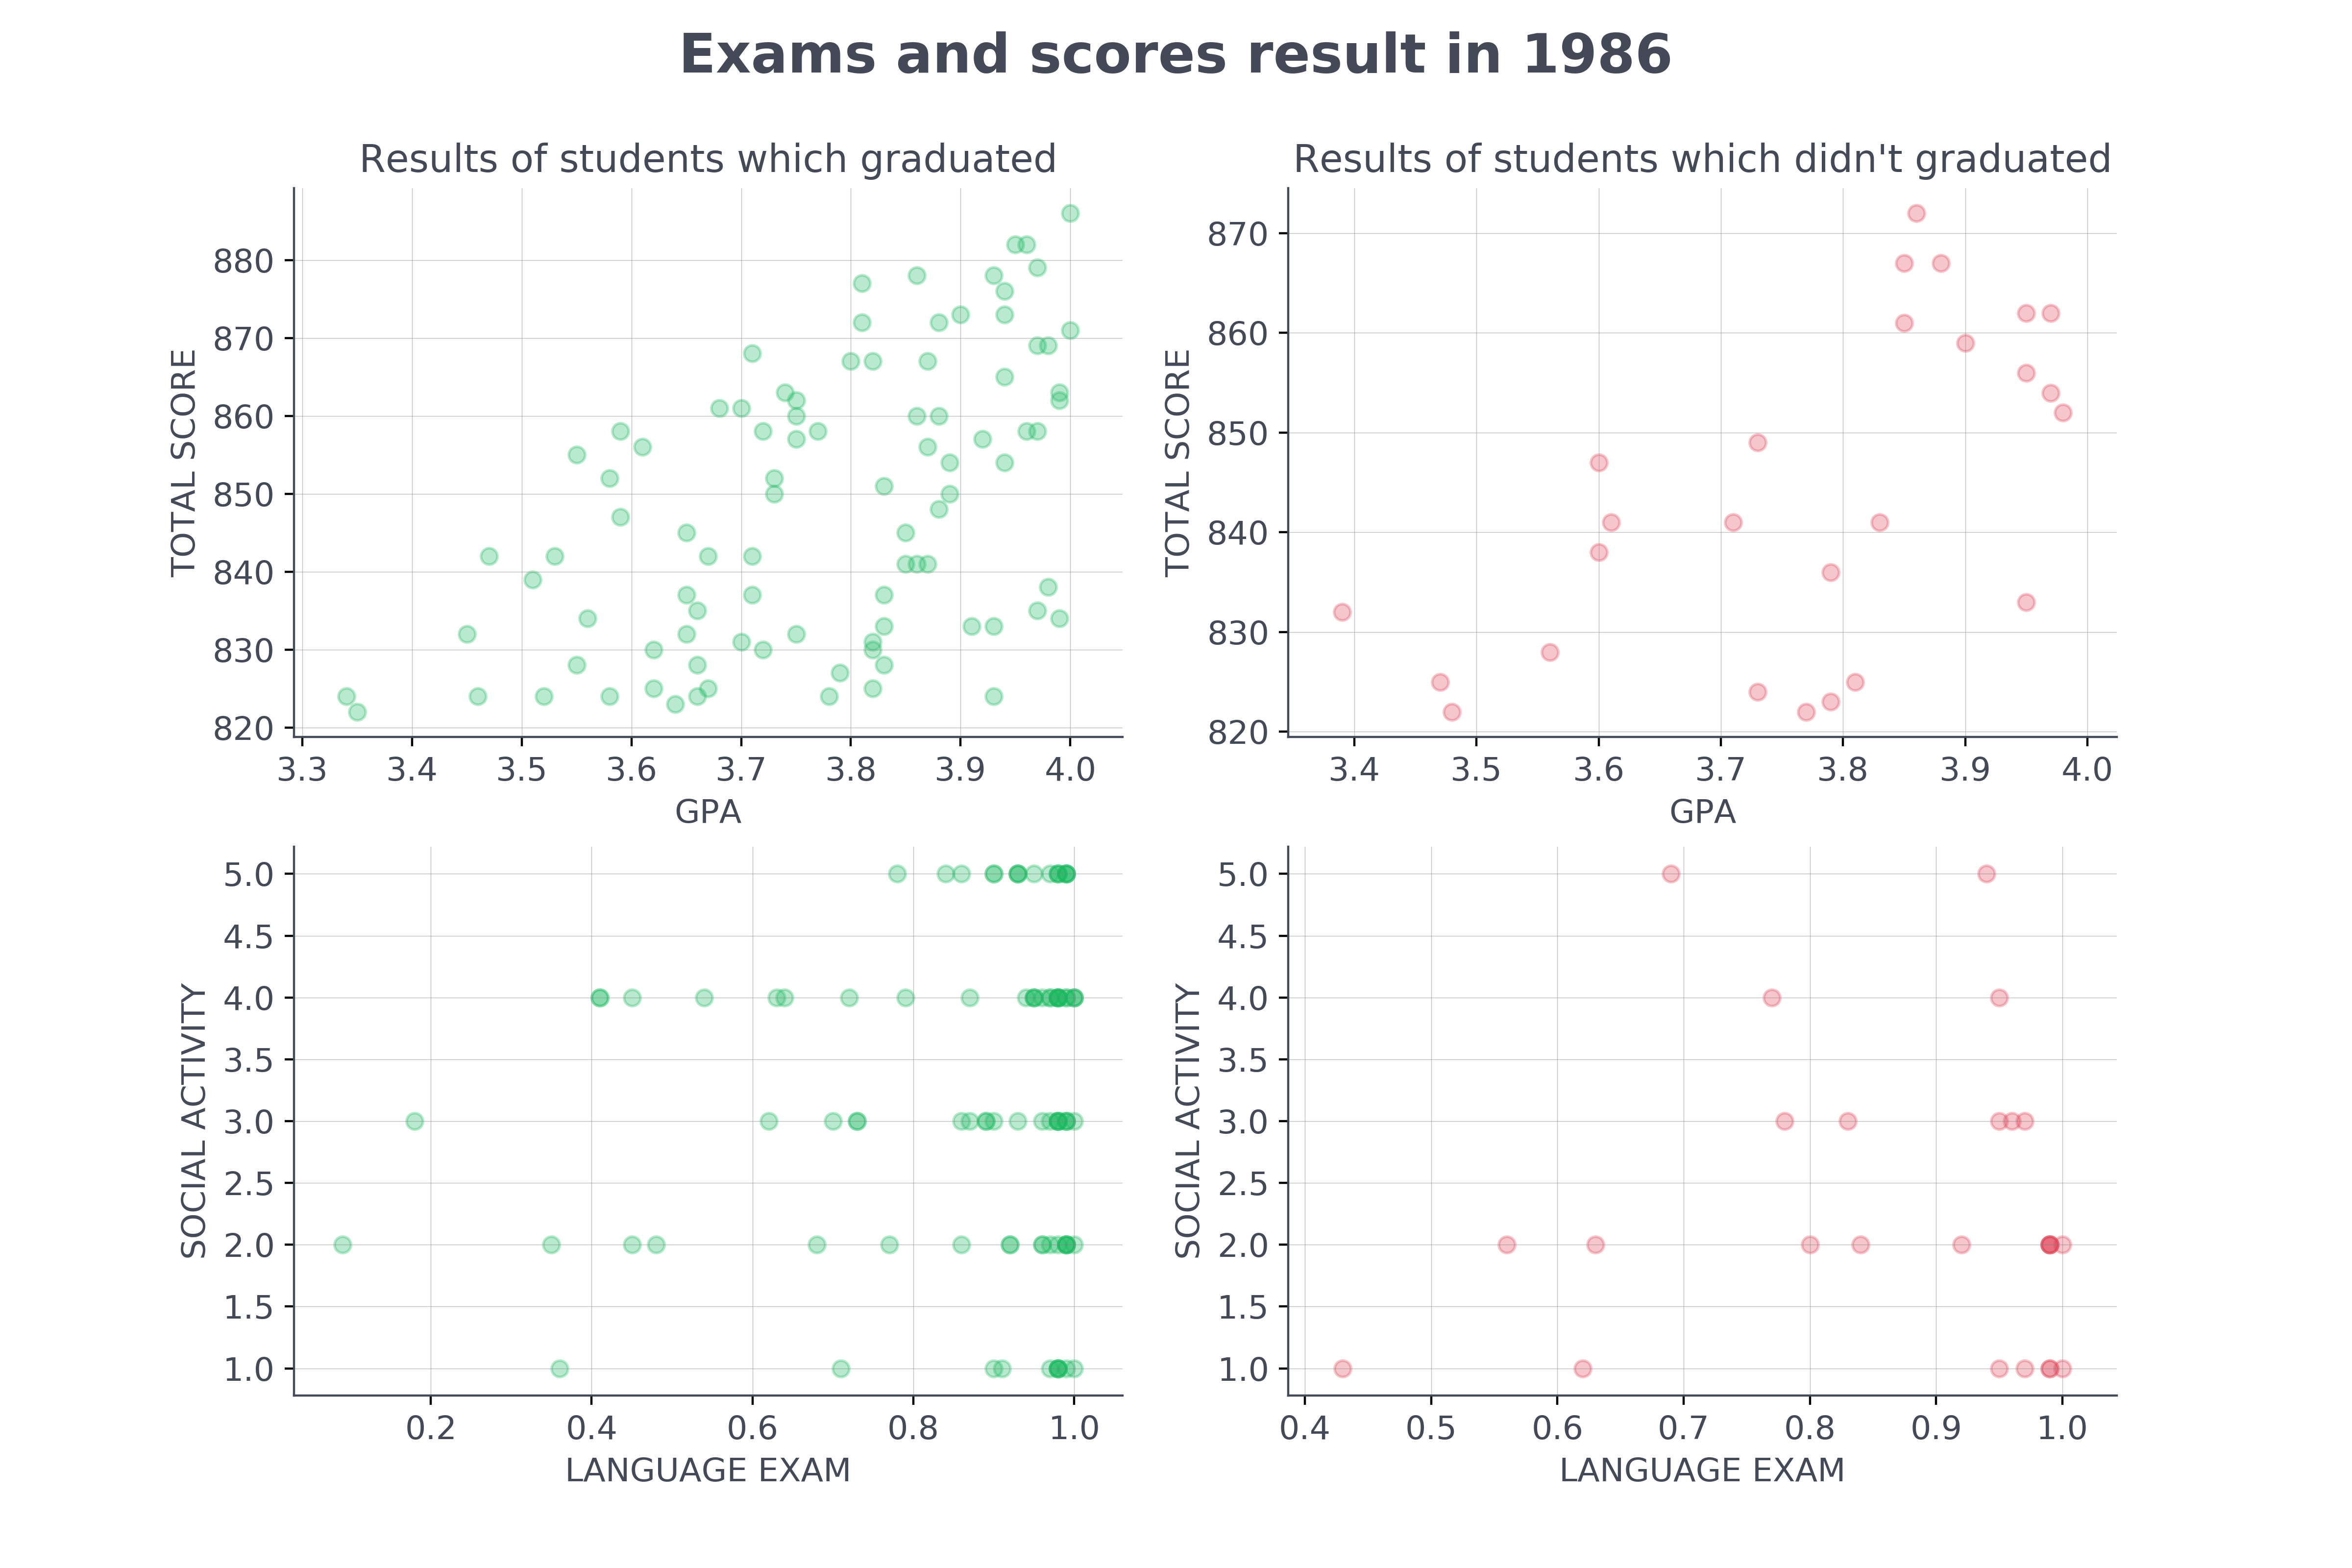 Exams and scores result in 1986
Results of students which graduated
TOTAL SCORE
880
870
860
850
840
830
820
3.3 3.4 3.5 3.6 3.7 3.8 3.9 4.0
GPA
Results of students which didn't graduated
TOTAL SCORE
870
860
850
840
830
820
3.4 3.5 3.6 3.7 3.8 3.9 4.0
GPA
SOCIAL ACTIVITY
5.0
4.5
4.0
3.5
3.0
2.5
2.0
1.5
1.0
0.2 0.4 0.6 0.8 1.0
LANGUAGE EXAM
SOCIAL ACTIVITY
5.0
4.5
4.0
3.5
3.0
2.5
2.0
1.5
1.0
0.4 0.5 0.6 0.7 0.8 0.9 1.0
LANGUAGE EXAM